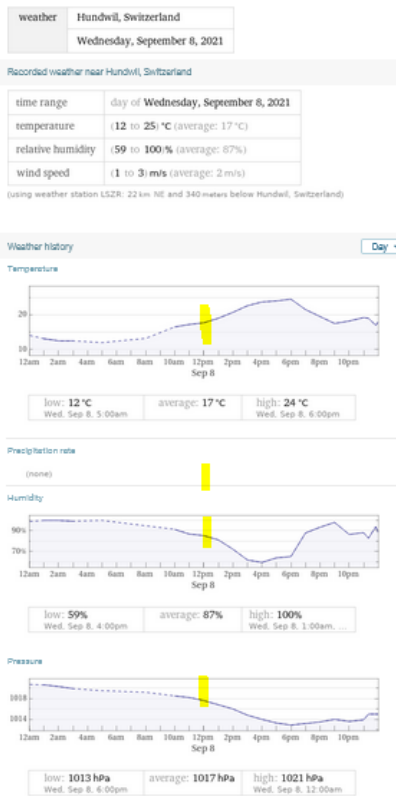 weather Hundwil, Switzerland
Wednesday, September 8, 2021
Recorded weather near Hundwil, Switzerland
time range day of Wednesday, September 8, 2021
temperature (12 to 25) °C (average: 17 °C)
relative humidity (59 to 100)% (average: 87%)
wind speed (1 to 3) m/s (average: 2 m/s)
(using weather station LSZR: 22 km NE and 340 meters below Hundwil, Switzerland)
Weather history Day
Temperature
20
10
12am 2am 4am 6am 8am 10am 12pm 2pm 4pm 6pm 8pm 10pm
Sep 8
low: 12 °C average: 17 °C high: 24 °C
Wed, Sep 8, 5:00am Wed, Sep 8, 6:00pm
Precipitation rate
(none)
Humidity
90%
70%
12am 2am 4am 6am 8am 10am 12pm 2pm 4pm 6pm 8pm 10pm
Sep 8
low: 59% average: 87% high: 100%
Wed, Sep 8, 4:00pm Wed, Sep 8, 1:00am, ...
Pressure
1018
1014
12am 2am 4am 6am 8am 10am 12pm 2pm 4pm 6pm 8pm 10pm
Sep 8
low: 1013 hPa average: 1017 hPa high: 1021 hPa
Wed, Sep 8, 6:00pm Wed, Sep 8, 12:00am